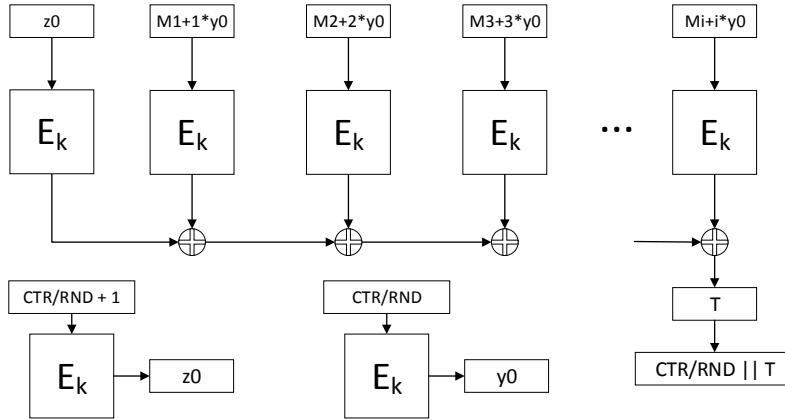 z0
M1+1*y0
M2+2*y0
M3+3*y0
Mi+i*y0
Ek
Ek
Ek
Ek
...
Ek
CTR/RND + 1
CTR/RND
T
Ek
z0
Ek
y0
CTR/RND || T